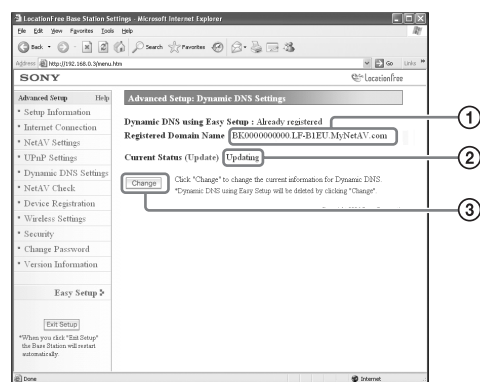 LocationFree Base Station Settings - Microsoft Internet Explorer
File Edit View Favorites Tools Help
Back Search Favorites
Address http://192.168.0.3/menu.htm Go Links »
SONY LocationFree
Advanced Setup Help
• Setup Information
• Internet Connection
• NetAV Settings
• UPnP Settings
• Dynamic DNS Settings
• NetAV Check
• Device Registration
• Wireless Settings
• Security
• Change Password
• Version Information
Easy Setup
Exit Setup
*When you click "Exit Setup"
the Base Station will restart
automatically.
Advanced Setup: Dynamic DNS Settings
Dynamic DNS using Easy Setup : Already registered
Registered Domain Name BK0000000000.LF-B1EU.MyNetAV.com
Current Status (Update) Updating
Change
Click "Change" to change the current information for Dynamic DNS.
*Dynamic DNS using Easy Setup will be deleted by clicking "Change".
1
2
3
Done Internet